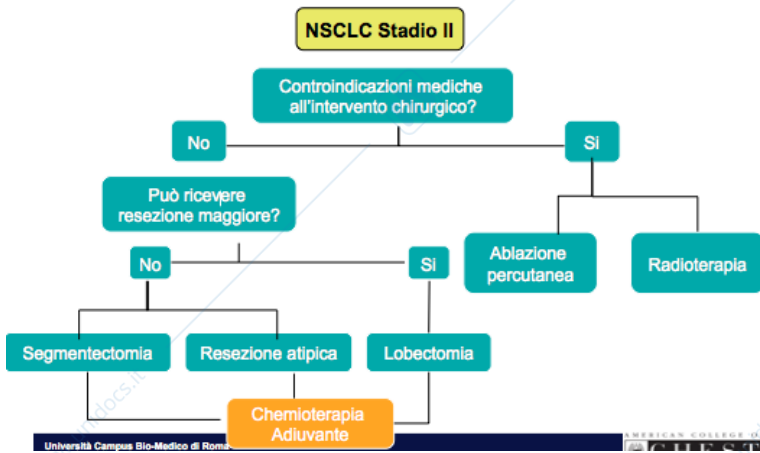 NSCLC Stadio II
Controindicazioni mediche
all'intervento chirurgico?
No
Si
Può ricevere
resezione maggiore?
No
Si
Ablazione
percutanea
Radioterapia
Segmentectomia
Resezione atipica
Lobectomia
Chemioterapia
Adiuvante
Università Campus Bio-Medico di Roma
AMERICAN COLLEGE O
CHEST